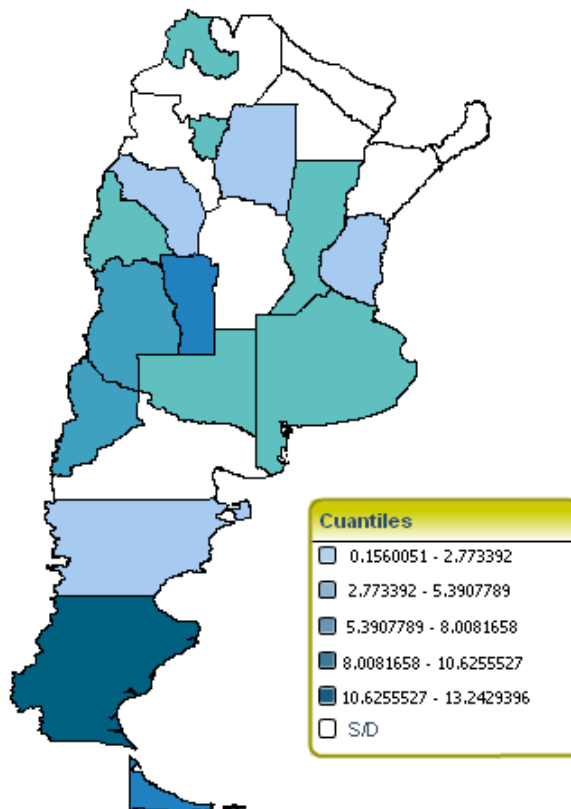 Cuantiles
0.1560051 - 2.773392
2.773392 - 5.3907789
5.3907789 - 8.0081658
8.0081658 - 10.6255527
10.6255527 - 13.2429396
S/D